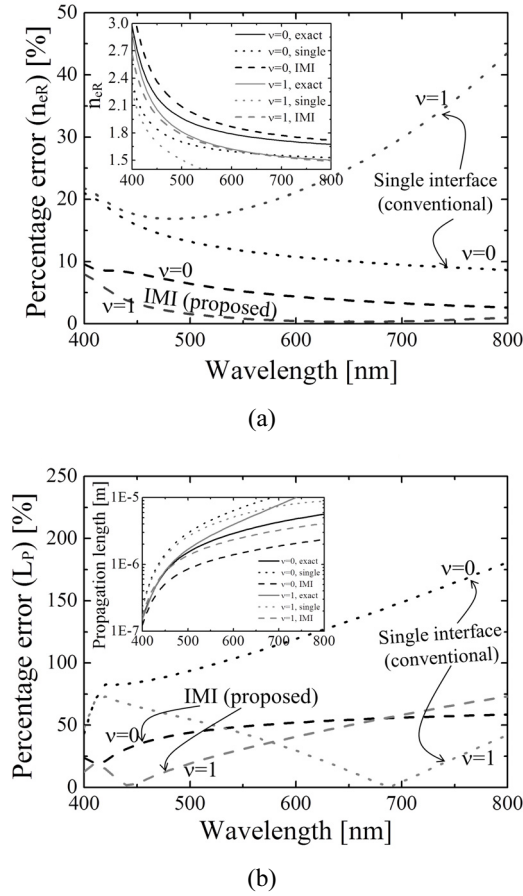 (a)
Percentage error (neR) [%]
50
40
30
20
10
0
400
500
600
700
800
Wavelength [nm]
neR
3.0
2.7
2.4
2.1
1.8
1.5
400 500 600 700 800
ν=0, exact
ν=0, single
ν=0, IMI
ν=1, exact
ν=1, single
ν=1, IMI
ν=1
Single interface
(conventional)
ν=0
ν=0
IMI (proposed)
ν=1
(b)
Percentage error (LP) [%]
250
200
150
100
50
0
400
500
600
700
800
Wavelength [nm]
Propagation length [m]
1E-5
1E-6
1E-7
400 500 600 700 800
ν=0, exact
ν=0, single
ν=0, IMI
ν=1, exact
ν=1, single
ν=1, IMI
ν=0
Single interface
(conventional)
IMI (proposed)
ν=0
ν=1
ν=1